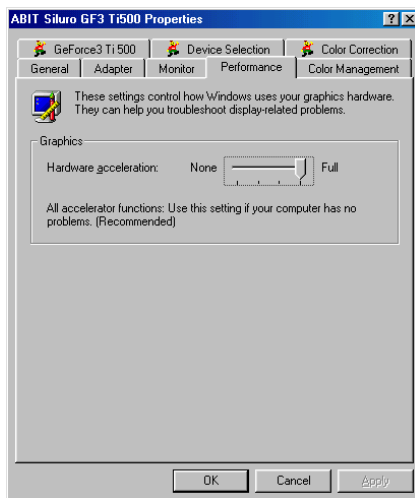 ABIT Siluro GF3 Ti500 Properties
GeForce3 Ti 500 Device Selection Color Correction
General Adapter Monitor Performance Color Management
These settings control how Windows uses your graphics hardware.
They can help you troubleshoot display-related problems.
Graphics
Hardware acceleration: None Full
All accelerator functions: Use this setting if your computer has no
problems. (Recommended)
OK Cancel Apply